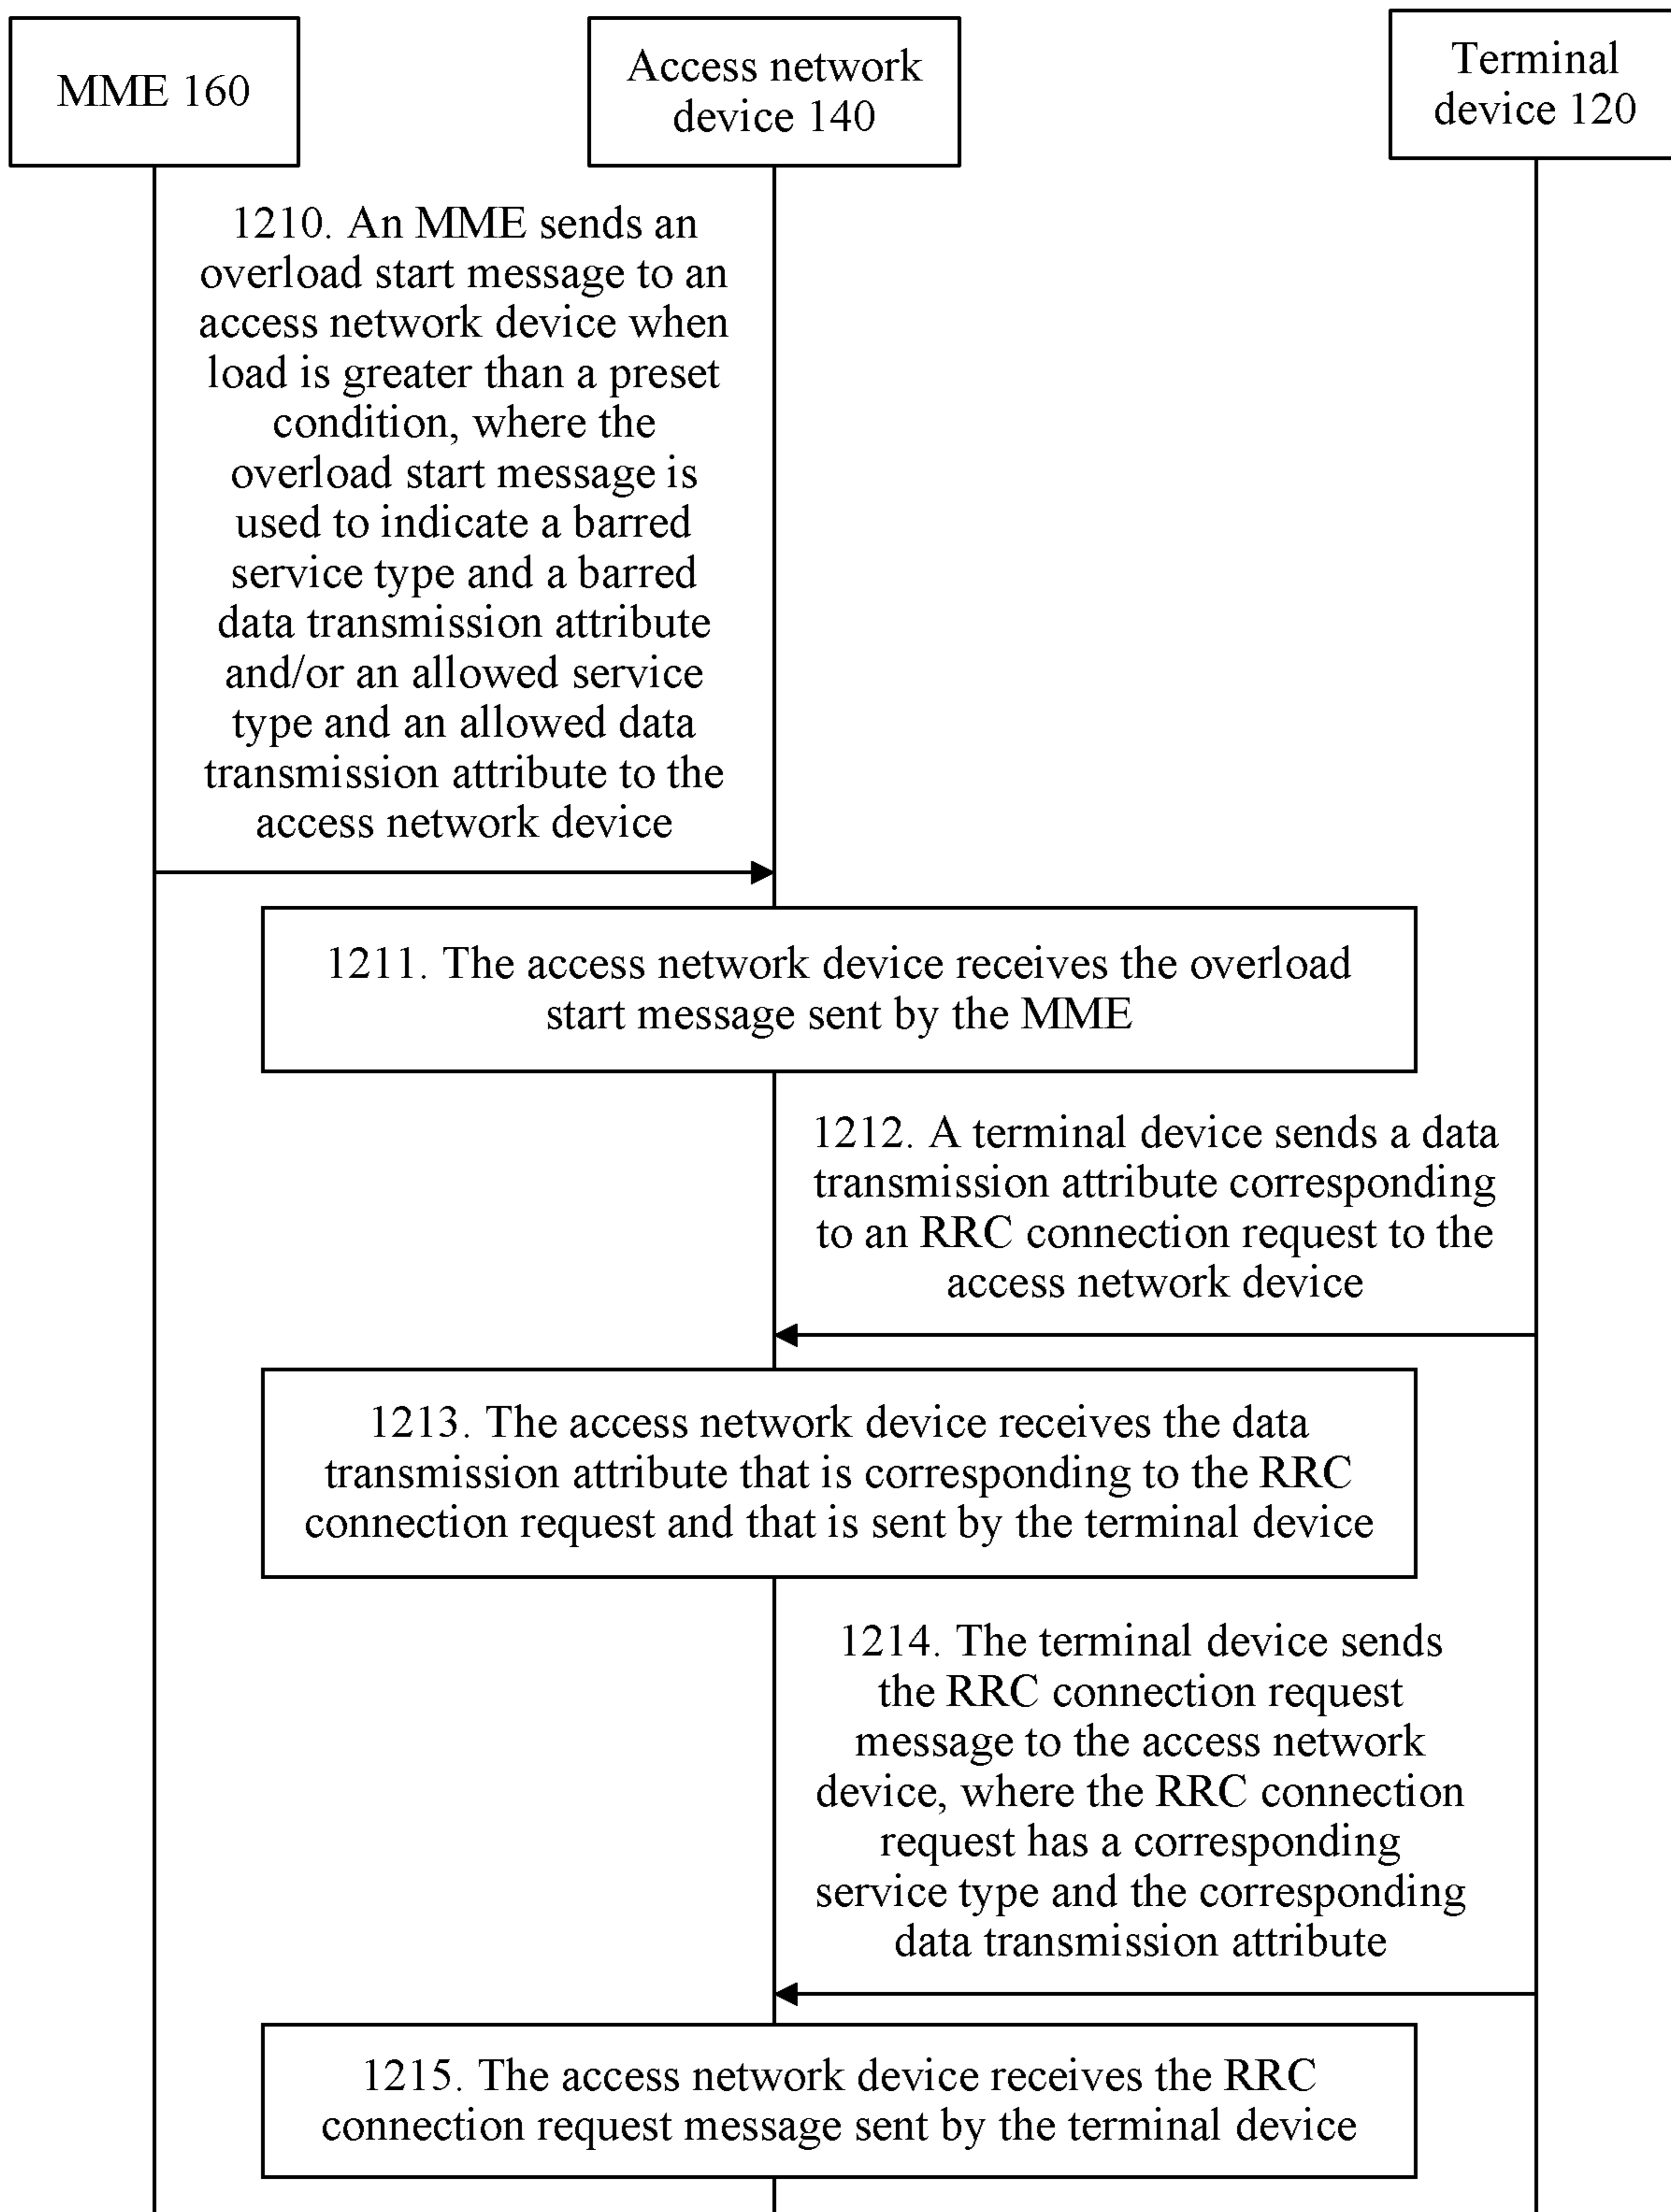 MME 160
Access network
device 140
Terminal
device 120
1210. An MME sends an
overload start message to an
access network device when
load is greater than a preset
condition, where the
overload start message is
used to indicate a barred
service type and a barred
data transmission attribute
and/or an allowed service
type and an allowed data
transmission attribute to the
access network device
1211. The access network device receives the overload
start message sent by the MME
1212. A terminal device sends a data
transmission attribute corresponding
to an RRC connection request to the
access network device
1213. The access network device receives the data
transmission attribute that is corresponding to the RRC
connection request and that is sent by the terminal device
1214. The terminal device sends
the RRC connection request
message to the access network
device, where the RRC connection
request has a corresponding
service type and the corresponding
data transmission attribute
1215. The access network device receives the RRC
connection request message sent by the terminal device